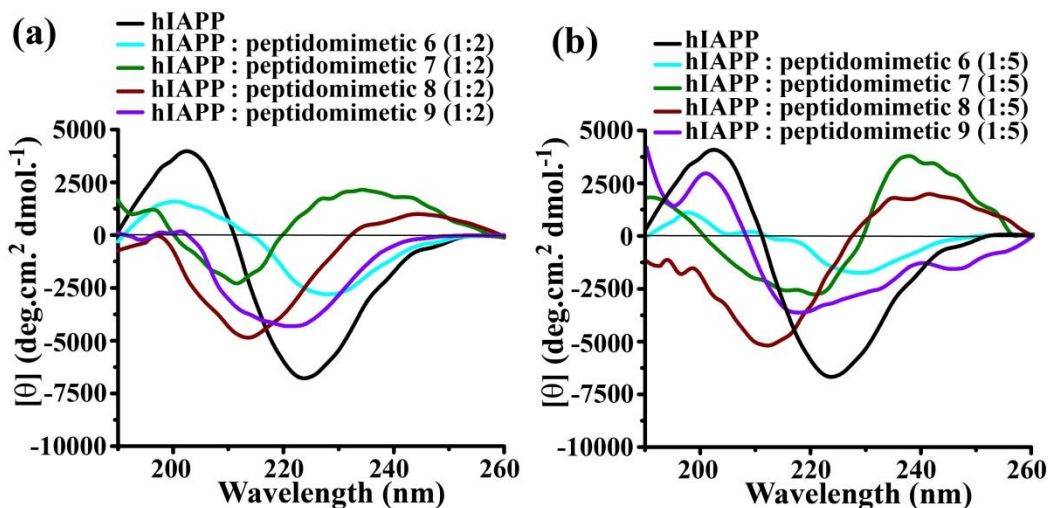 (a)
hIAPP
hIAPP : peptidomimetic 6 (1:2)
hIAPP : peptidomimetic 7 (1:2)
hIAPP : peptidomimetic 8 (1:2)
hIAPP : peptidomimetic 9 (1:2)
5000
2500
0
-2500
-5000
-7500
-10000
[θ] (deg.cm.² dmol.⁻¹)
200 220 240 260
Wavelength (nm)
(b)
hIAPP
hIAPP : peptidomimetic 6 (1:5)
hIAPP : peptidomimetic 7 (1:5)
hIAPP : peptidomimetic 8 (1:5)
hIAPP : peptidomimetic 9 (1:5)
5000
2500
0
-2500
-5000
-7500
-10000
[θ] (deg.cm.² dmol.⁻¹)
200 220 240 260
Wavelength (nm)